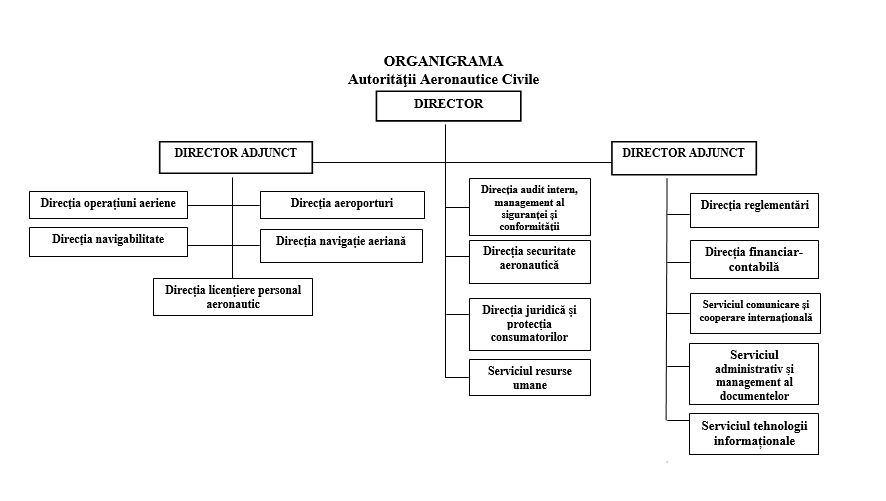 ORGANIGRAMA
Autorităţii Aeronautice Civile
DIRECTOR
DIRECTOR ADJUNCT
DIRECTOR ADJUNCT
Direcția operațiuni aeriene
Direcția aeroporturi
Direcția navigabilitate
Direcția navigație aeriană
Direcția licențiere personal
aeronautic
Direcția audit intern,
management al
siguranței și
conformității
Direcția securitate
aeronautică
Direcția juridică și
protecția
consumatorilor
Serviciul resurse
umane
Direcţia reglementări
Direcția financiar-
contabilă
Serviciul comunicare și
cooperare internațională
Serviciul
administrativ și
management al
documentelor
Serviciul tehnologii
informaționale